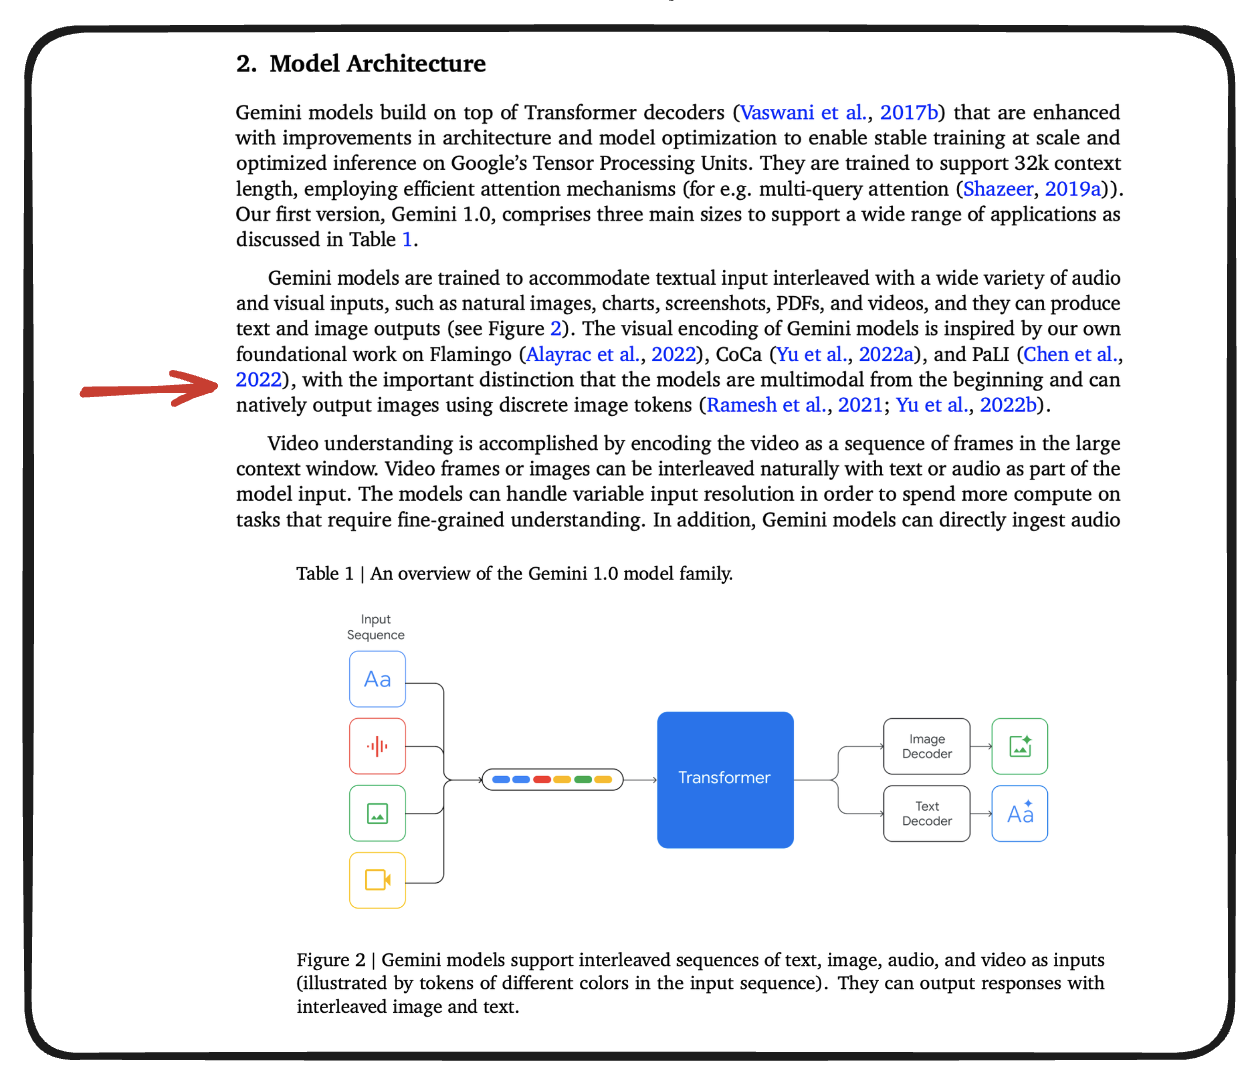 2. Model Architecture
Gemini models build on top of Transformer decoders (Vaswani et al., 2017b) that are enhanced
with improvements in architecture and model optimization to enable stable training at scale and
optimized inference on Google's Tensor Processing Units. They are trained to support 32k context
length, employing efficient attention mechanisms (for e.g. multi-query attention (Shazeer, 2019a)).
Our first version, Gemini 1.0, comprises three main sizes to support a wide range of applications as
discussed in Table 1.
Gemini models are trained to accommodate textual input interleaved with a wide variety of audio
and visual inputs, such as natural images, charts, screenshots, PDFs, and videos, and they can produce
text and image outputs (see Figure 2). The visual encoding of Gemini models is inspired by our own
foundational work on Flamingo (Alayrac et al., 2022), CoCa (Yu et al., 2022a), and PaLI (Chen et al.,
2022), with the important distinction that the models are multimodal from the beginning and can
natively output images using discrete image tokens (Ramesh et al., 2021; Yu et al., 2022b).
Video understanding is accomplished by encoding the video as a sequence of frames in the large
context window. Video frames or images can be interleaved naturally with text or audio as part of the
model input. The models can handle variable input resolution in order to spend more compute on
tasks that require fine-grained understanding. In addition, Gemini models can directly ingest audio
Table 1 | An overview of the Gemini 1.0 model family.
Input
Sequence
Aa
Transformer
Image
Decoder
Text
Decoder
Aa
Figure 2 | Gemini models support interleaved sequences of text, image, audio, and video as inputs
(illustrated by tokens of different colors in the input sequence). They can output responses with
interleaved image and text.